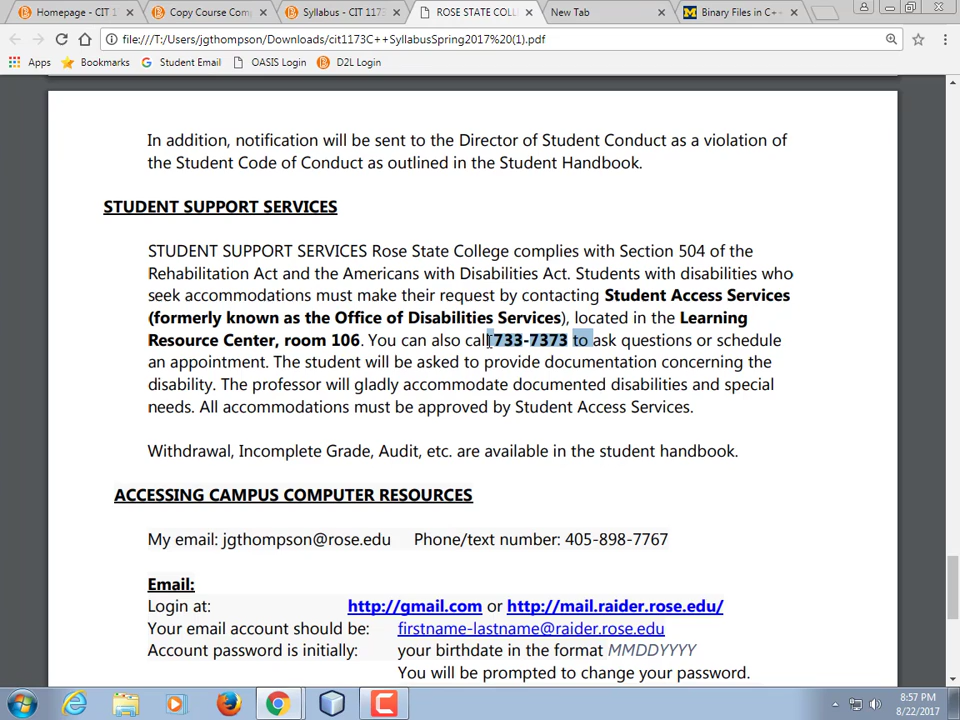 Homepage - CIT 1
Copy Course Com
Syllabus - CIT 117
ROSE STATE COLL
New Tab
Binary Files in C+
file:///T:/Users/jgthompson/Downloads/cit1173C++SyllabusSpring2017%20(1).pdf
Apps
Bookmarks
Student Email
OASIS Login
D2L Login
In addition, notification will be sent to the Director of Student Conduct as a violation of
the Student Code of Conduct as outlined in the Student Handbook.
STUDENT SUPPORT SERVICES
STUDENT SUPPORT SERVICES Rose State College complies with Section 504 of the
Rehabilitation Act and the Americans with Disabilities Act. Students with disabilities who
seek accommodations must make their request by contacting Student Access Services
(formerly known as the Office of Disabilities Services), located in the Learning
Resource Center, room 106. You can also call 733-7373 to ask questions or schedule
an appointment. The student will be asked to provide documentation concerning the
disability. The professor will gladly accommodate documented disabilities and special
needs. All accommodations must be approved by Student Access Services.
Withdrawal, Incomplete Grade, Audit, etc. are available in the student handbook.
ACCESSING CAMPUS COMPUTER RESOURCES
My email: jgthompson@rose.edu Phone/text number: 405-898-7767
Email:
Login at: http://gmail.com or http://mail.raider.rose.edu/
Your email account should be: firstname-lastname@raider.rose.edu
Account password is initially: your birthdate in the format MMDDYYYY
You will be prompted to change your password.
8:57 PM
8/22/2017